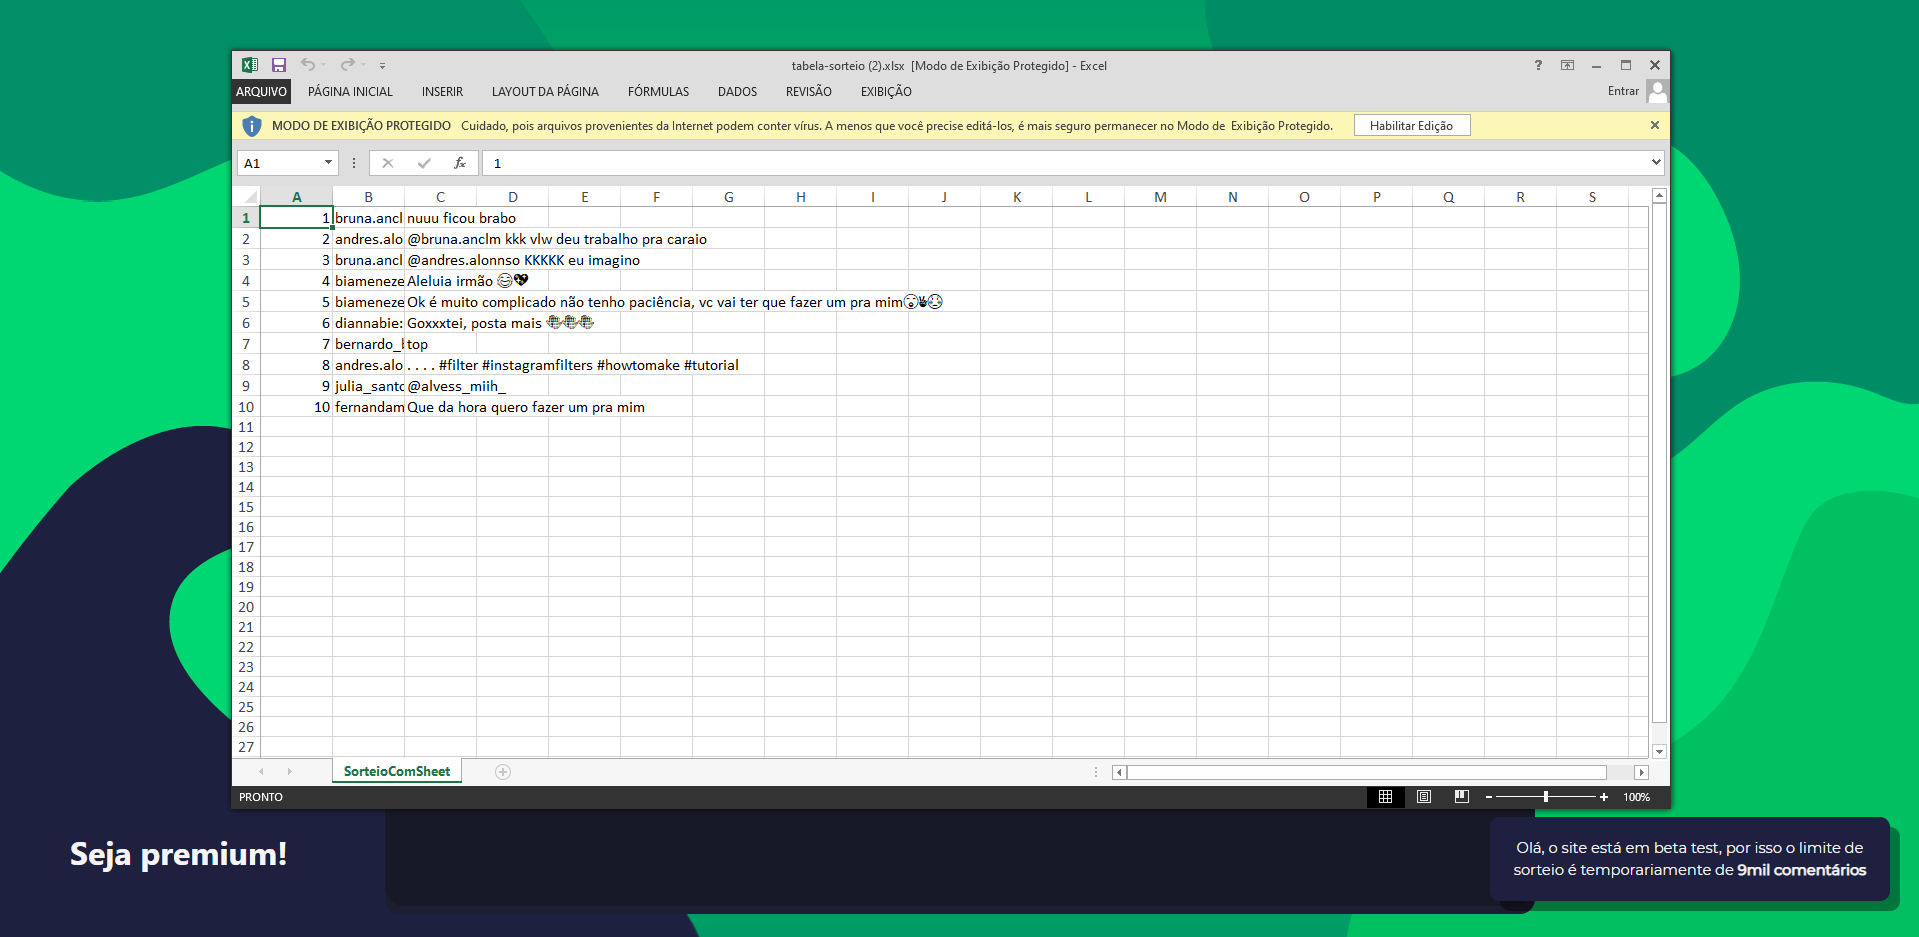 tabela-sorteio (2).xlsx [Modo de Exibição Protegido] - Excel
ARQUIVO PÁGINA INICIAL INSERIR LAYOUT DA PÁGINA FÓRMULAS DADOS REVISÃO EXIBIÇÃO Entrar
MODO DE EXIBIÇÃO PROTEGIDO Cuidado, pois arquivos provenientes da Internet podem conter vírus. A menos que você precise editá-los, é mais seguro permanecer no Modo de Exibição Protegido. Habilitar Edição
A1 fx 1
A B C D E F G H I J K L M N O P Q R S
1 1 bruna.ancl nuuu ficou brabo
2 2 andres.alo @bruna.anclm kkk vlw deu trabalho pra caraio
3 3 bruna.ancl @andres.alonnso KKKKK eu imagino
4 4 biameneze Aleluia irmão 😂💖
5 5 biameneze Ok é muito complicado não tenho paciência, vc vai ter que fazer um pra mim
6 6 diannabie: Goxxxtei, posta mais
7 7 bernardo_b top
8 8 andres.alo . . . . #filter #instagramfilters #howtomake #tutorial
9 9 julia_santo @alvess_miih_
10 10 fernandam Que da hora quero fazer um pra mim
11
12
13
14
15
16
17
18
19
20
21
22
23
24
25
26
27
SorteioComSheet
PRONTO 100%
Seja premium!
Olá, o site está em beta test, por isso o limite de
sorteio é temporariamente de 9mil comentários